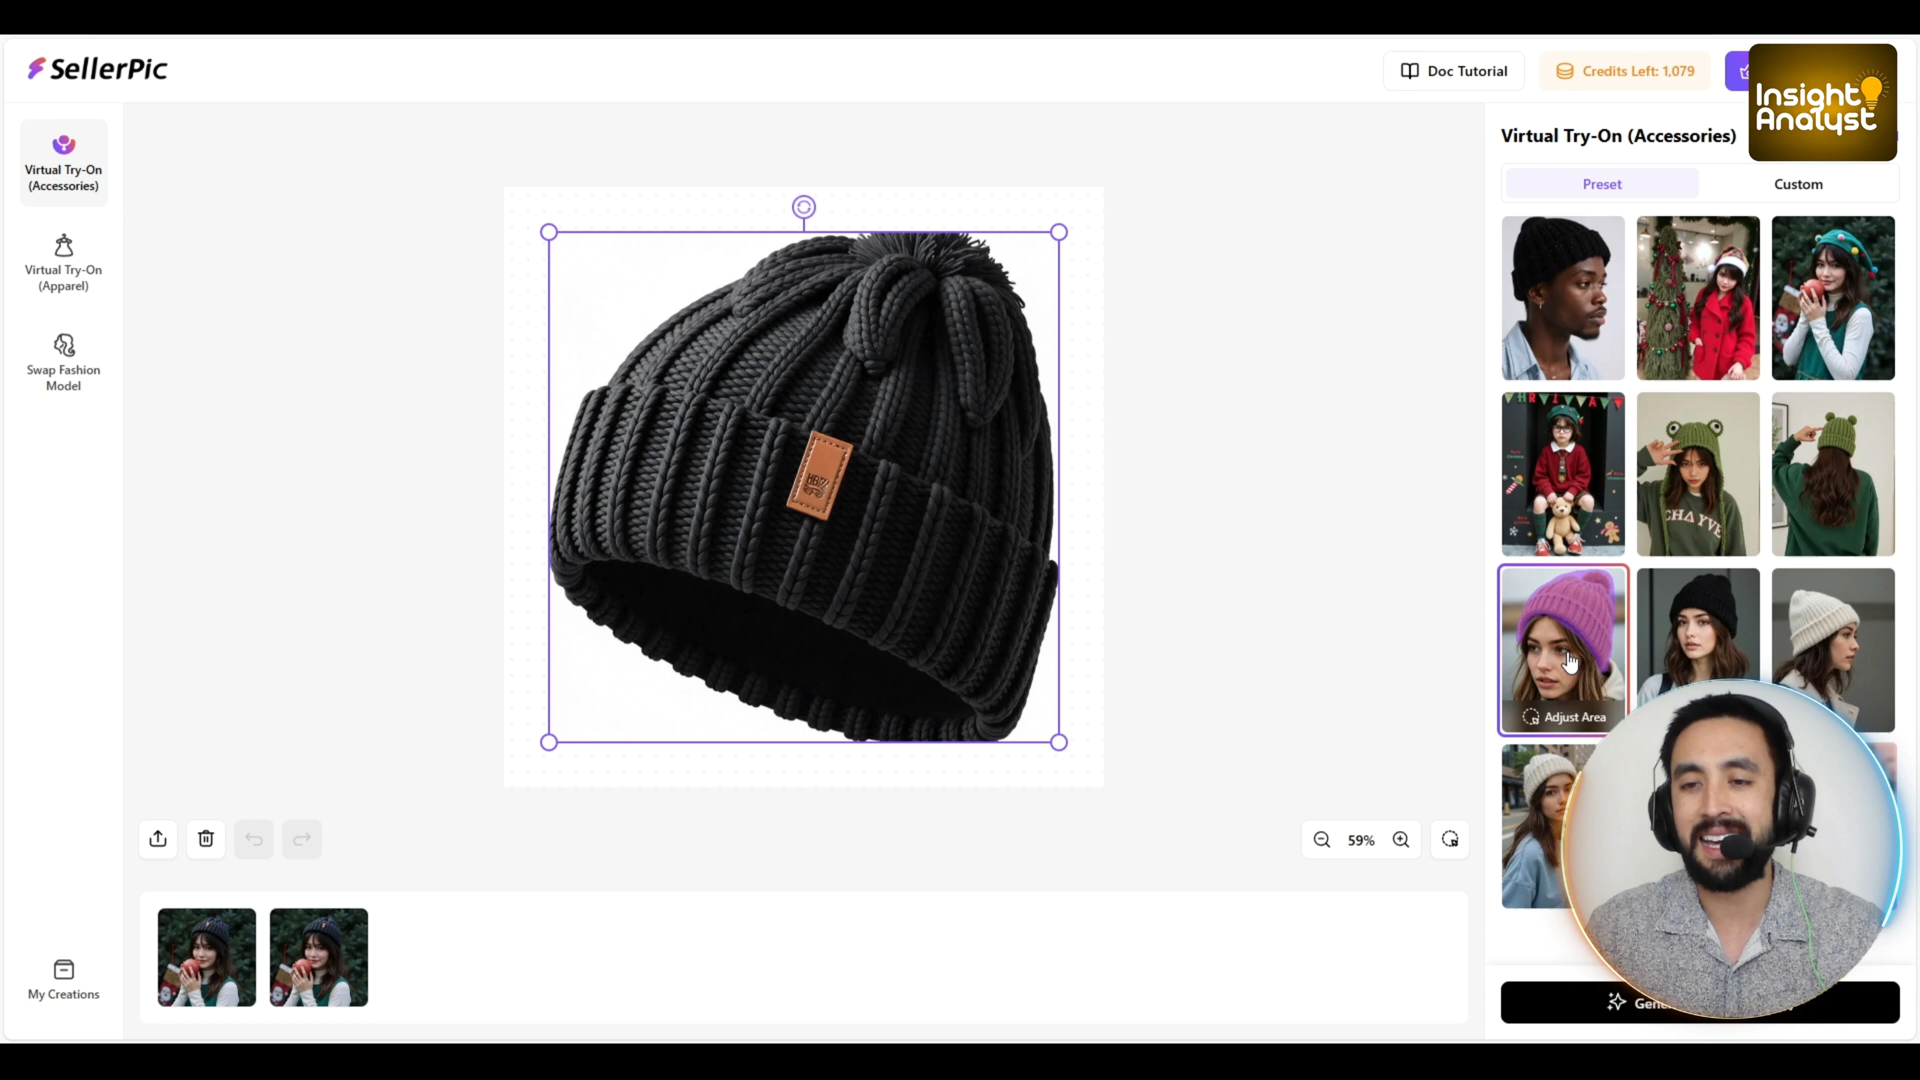 SellerPic
Doc Tutorial
Credits Left: 1,079
Insight
Analyst
Virtual Try-On
(Accessories)
Virtual Try-On
(Apparel)
Swap Fashion
Model
My Creations
Virtual Try-On (Accessories)
Preset
Custom
CHAYVE
Adjust Area
59%